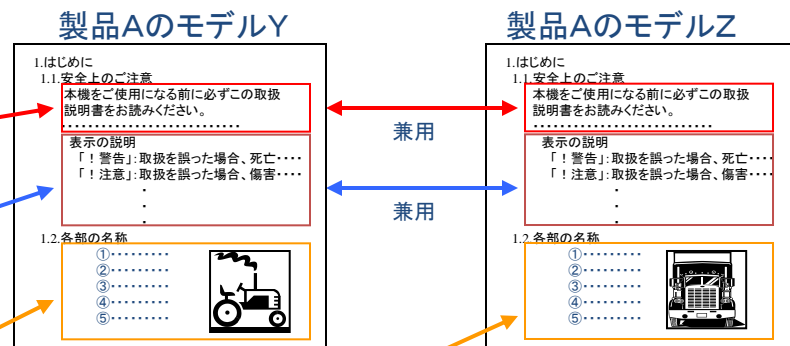 製品AのモデルY
1.はじめに
1.1.安全上のご注意
本機をご使用になる前に必ずこの取扱
説明書をお読みください。
・・・・・・・・・・・・・・・・・・・・・・・・・・
表示の説明
「！警告」:取扱を誤った場合、死亡・・・・
「！注意」:取扱を誤った場合、傷害・・・・
・
・
・
1.2.各部の名称
①・・・・・・・・・
②・・・・・・・・・
③・・・・・・・・・
④・・・・・・・・・
⑤・・・・・・・・・
兼用
兼用
製品AのモデルZ
1.はじめに
1.1.安全上のご注意
本機をご使用になる前に必ずこの取扱
説明書をお読みください。
・・・・・・・・・・・・・・・・・・・・・・・・・・
表示の説明
「！警告」:取扱を誤った場合、死亡・・・・
「！注意」:取扱を誤った場合、傷害・・・・
・
・
・
1.2.各部の名称
①・・・・・・・・・
②・・・・・・・・・
③・・・・・・・・・
④・・・・・・・・・
⑤・・・・・・・・・